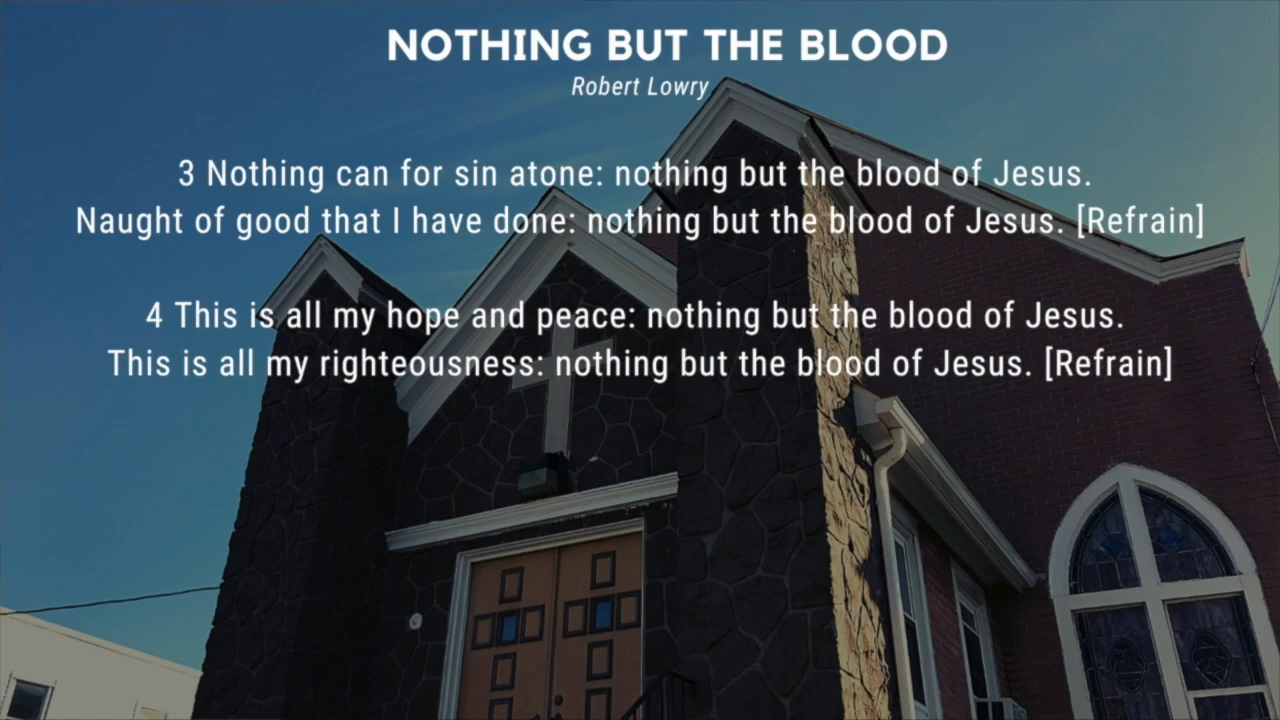 NOTHING BUT THE BLOOD
Robert Lowry
3 Nothing can for sin atone: nothing but the blood of Jesus.
Naught of good that I have done: nothing but the blood of Jesus. [Refrain]
4 This is all my hope and peace: nothing but the blood of Jesus.
This is all my righteousness: nothing but the blood of Jesus. [Refrain]